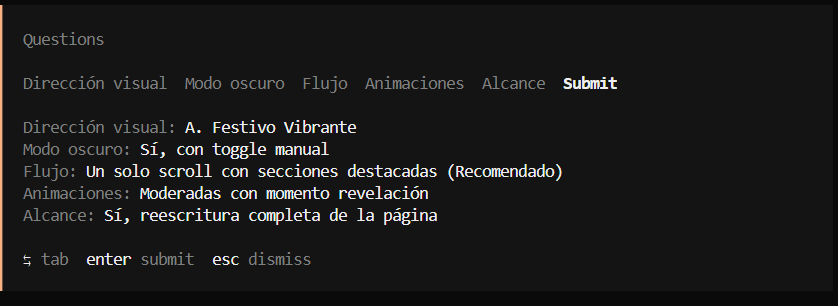 Questions
Dirección visual  Modo oscuro  Flujo  Animaciones  Alcance  Submit
Dirección visual: A. Festivo Vibrante
Modo oscuro: Sí, con toggle manual
Flujo: Un solo scroll con secciones destacadas (Recomendado)
Animaciones: Moderadas con momento revelación
Alcance: Sí, reescritura completa de la página
⇆ tab  enter submit  esc dismiss